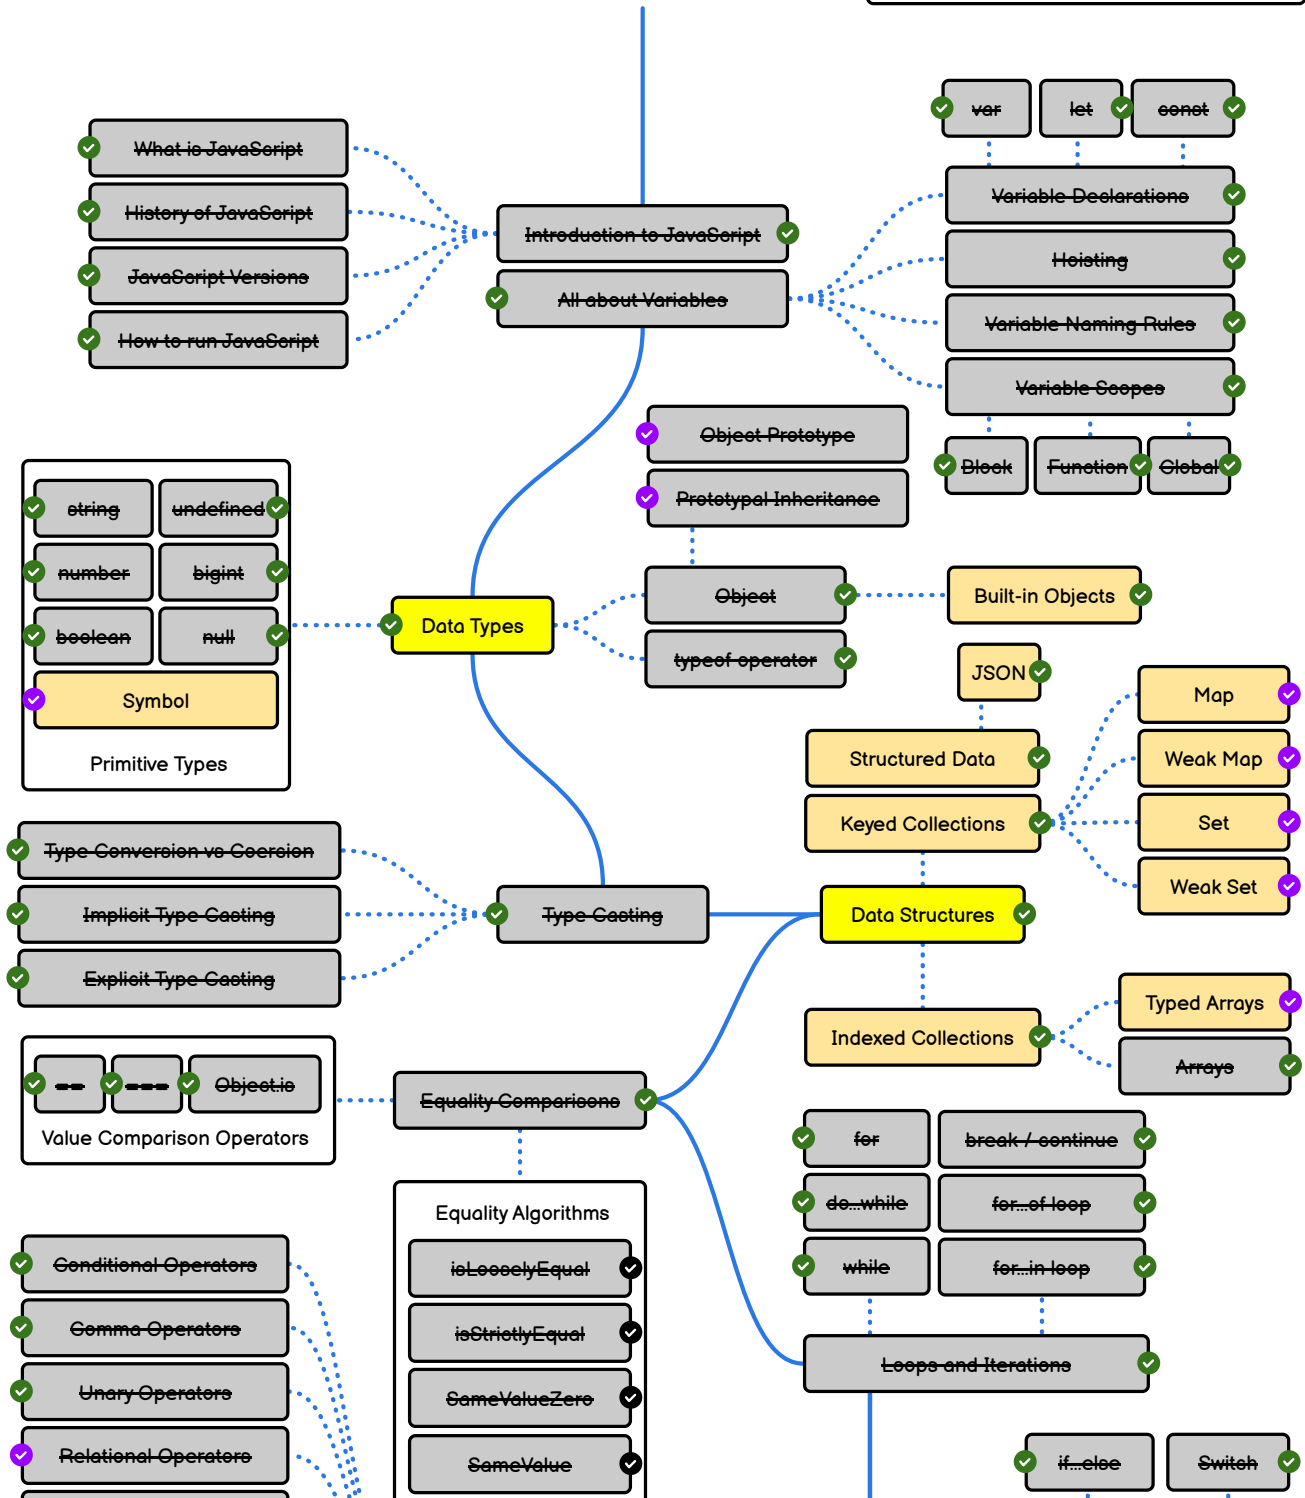 var
let
const
What is JavaScript
History of JavaScript
JavaScript Versions
How to run JavaScript
Introduction to JavaScript
All about Variables
Variable Declarations
Hoisting
Variable Naming Rules
Variable Scopes
Block
Function
Global
Object Prototype
Prototypal Inheritance
string
undefined
number
bigint
boolean
null
Symbol
Primitive Types
Data Types
Object
typeof operator
Built-in Objects
JSON
Structured Data
Keyed Collections
Map
Weak Map
Set
Weak Set
Type Conversion vs Coersion
Implicit Type Casting
Explicit Type Casting
Type Casting
Data Structures
Indexed Collections
Typed Arrays
Arrays
==
===
Object.is
Value Comparison Operators
Equality Comparisons
Equality Algorithms
isLooselyEqual
isStrictlyEqual
SameValueZero
SameValue
for
break / continue
do...while
for...of loop
while
for...in loop
Loops and Iterations
Conditional Operators
Comma Operators
Unary Operators
Relational Operators
if...else
Switch